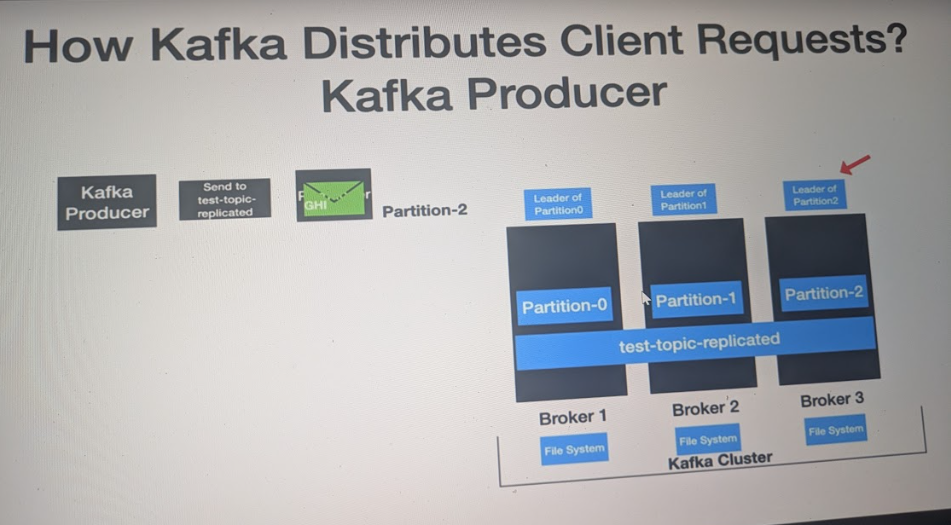 How Kafka Distributes Client Requests?
Kafka Producer
Kafka
Producer
Send to
test-topic-
replicated
GHI
Partition-2
Leader of
Partition0
Leader of
Partition1
Leader of
Partition2
Partition-0
Partition-1
Partition-2
test-topic-replicated
Broker 1
Broker 2
Broker 3
File System
File System
File System
Kafka Cluster